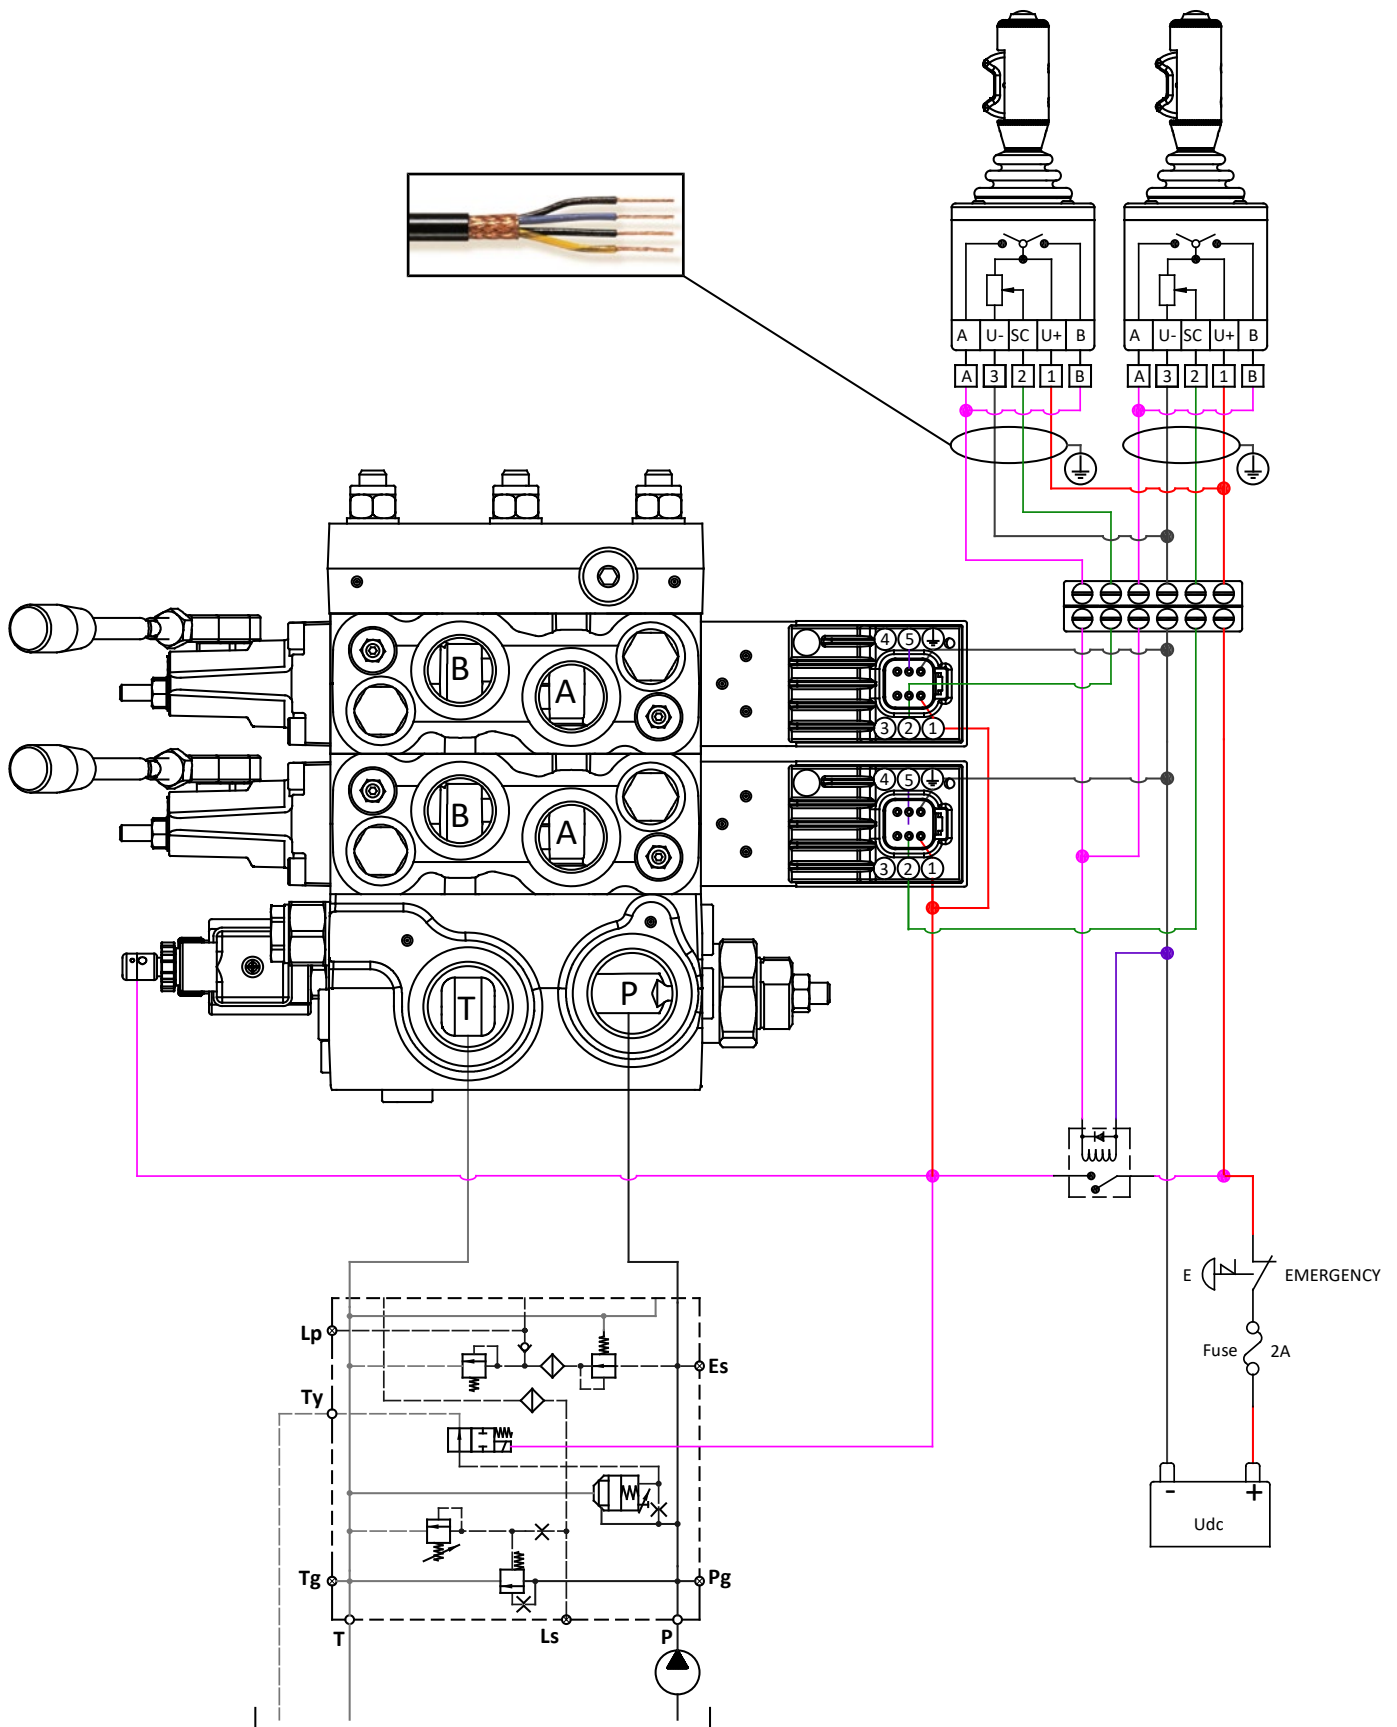 A U- SC U+ B
A U- SC U+ B
A 3 2 1 B
A 3 2 1 B
4 5
B
A
3 2 1
4 5
B
A
3 2 1
T
P
E
EMERGENCY
Fuse
2A
Lp
Es
Ty
- +
Udc
Tg
Pg
T
Ls
P